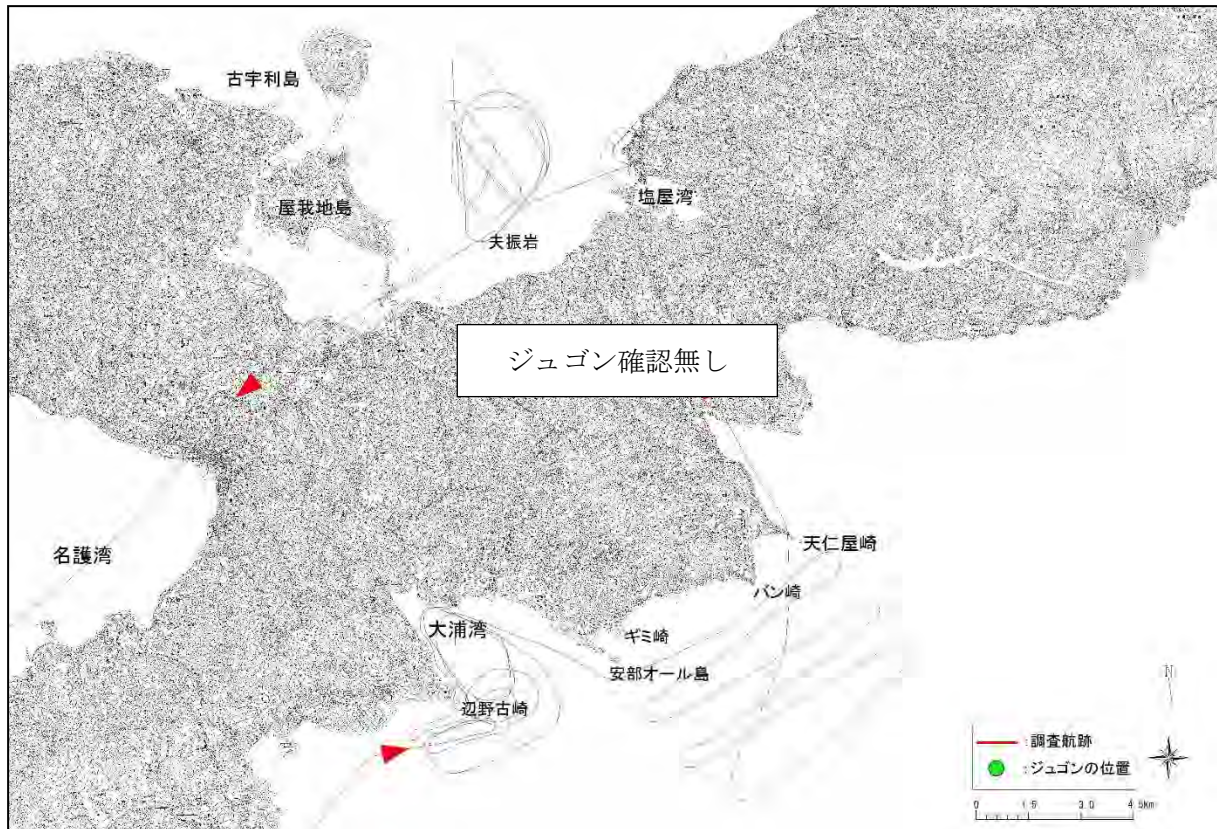 古宇利島
屋我地島
塩屋湾
夫振岩
ジュゴン確認無し
名護湾
天仁屋崎
バン崎
大浦湾
ギミ崎
安部オール島
辺野古崎
N
:調査航跡
:ジュゴンの位置
0 1.5 3.0 4.5km